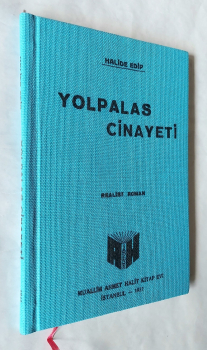 HALİDE EDİP
YOLPALAS
CİNAYETİ
REALİST ROMAN
MUALLİM AHMET HALİT KİTAP EVİ
İSTANBUL — 1937